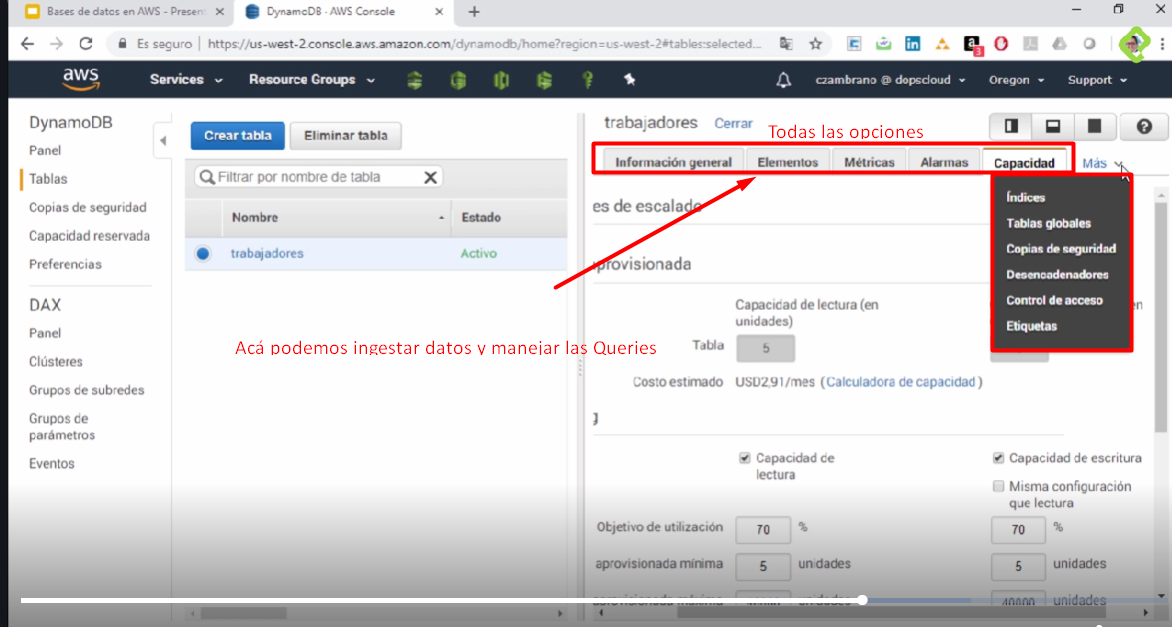 Bases de datos en AWS - Presen
DynamoDB · AWS Console
Es seguro | https://us-west-2.console.aws.amazon.com/dynamodb/home?region=us-west-2#tables:selected...
aws
Services
Resource Groups
czambrano @ depscloud
Oregon
Support
DynamoDB
Panel
Tablas
Copias de seguridad
Capacidad reservada
Preferencias
DAX
Panel
Clústeres
Grupos de subredes
Grupos de
parámetros
Eventos
Crear tabla
Eliminar tabla
Filtrar por nombre de tabla
Nombre
Estado
trabajadores
Activo
Acá podemos ingestar datos y manejar las Queries
trabajadores
Cerrar
Todas las opciones
Información general
Elementos
Métricas
Alarmas
Capacidad
Más
Índices
Tablas globales
Copias de seguridad
Desencadenadores
Control de acceso
Etiquetas
es de escalado
aprovisionada
Capacidad de lectura (en
unidades)
en
Tabla
5
Costo estimado
USD2,91/mes (Calculadora de capacidad)
g
Capacidad de
lectura
Capacidad de escritura
Misma configuración
que lectura
Objetivo de utilización
70 %
70 %
aprovisionada mínima
5 unidades
5 unidades
aprovisionada máxima
40000 unidades
40000 unidades